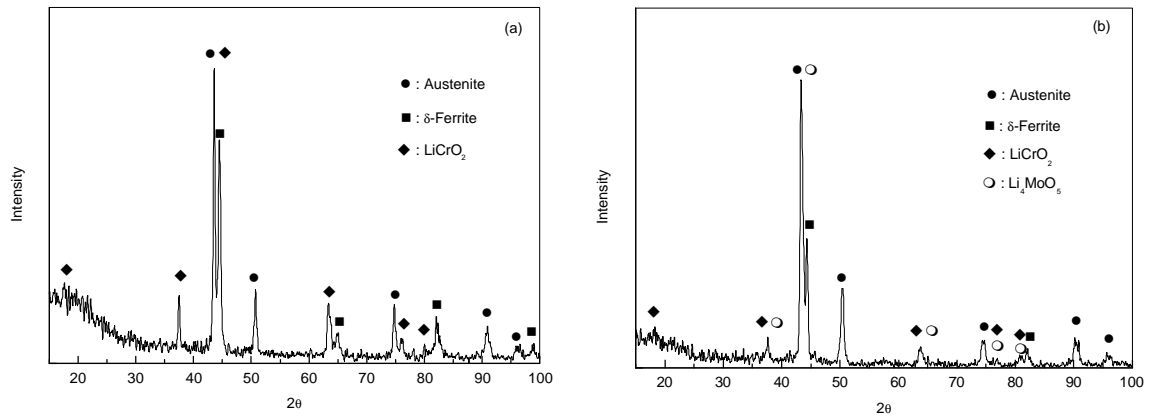 (a)
● : Austenite
■ : δ-Ferrite
◆ : LiCrO₂
Intensity
20 30 40 50 60 70 80 90 100
2θ
(b)
● : Austenite
■ : δ-Ferrite
◆ : LiCrO₂
○ : Li₄MoO₅
Intensity
20 30 40 50 60 70 80 90 100
2θ